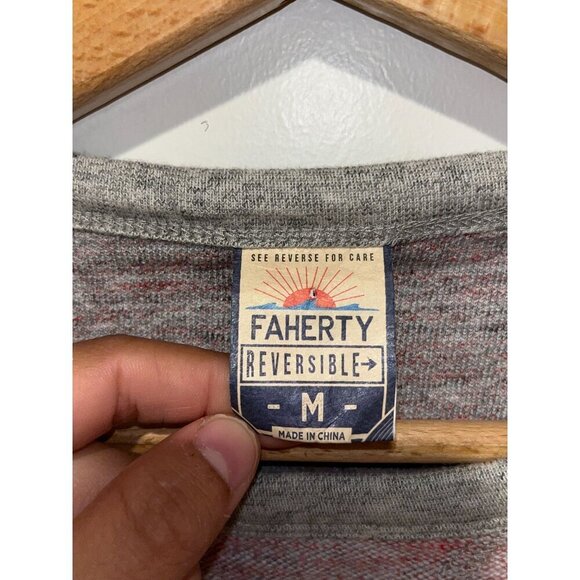 SEE REVERSE FOR CARE
FAHERTY
REVERSIBLE→
- M -
MADE IN CHINA